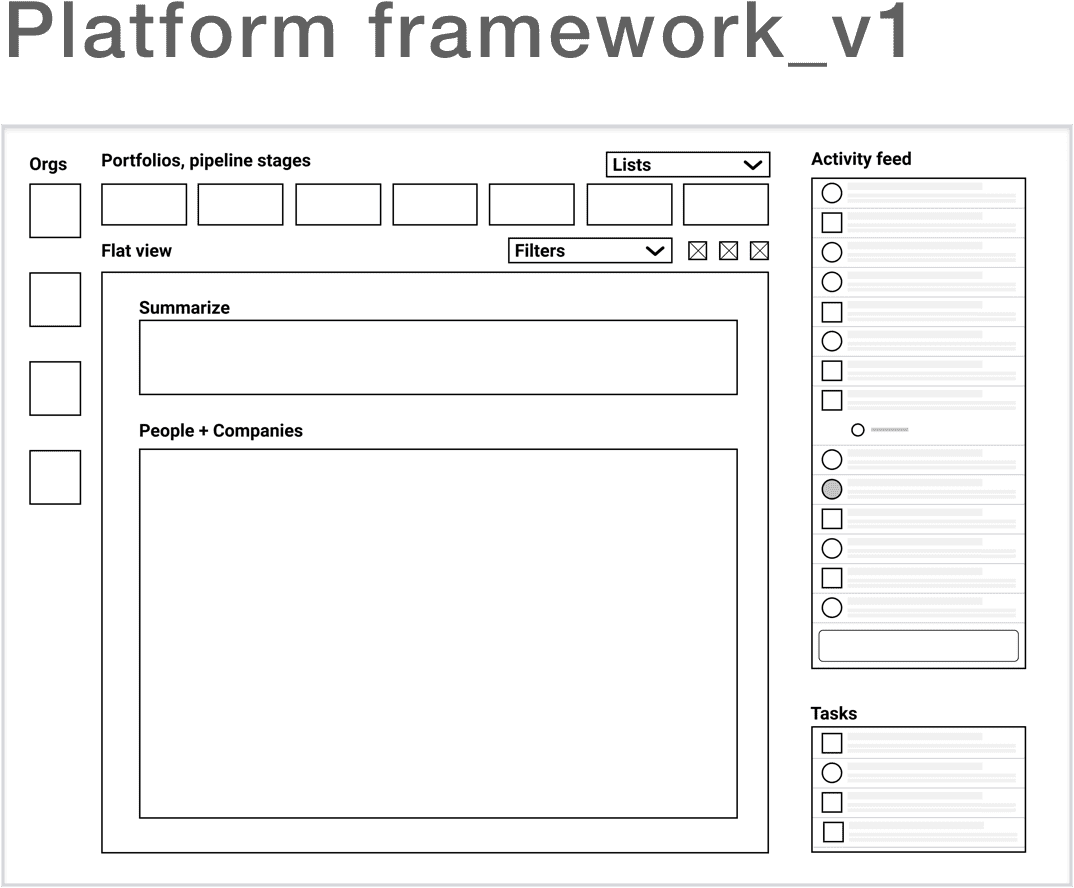 Platform framework_v1
Orgs
Portfolios, pipeline stages
Lists
Flat view
Filters
Summarize
People + Companies
Activity feed
Tasks